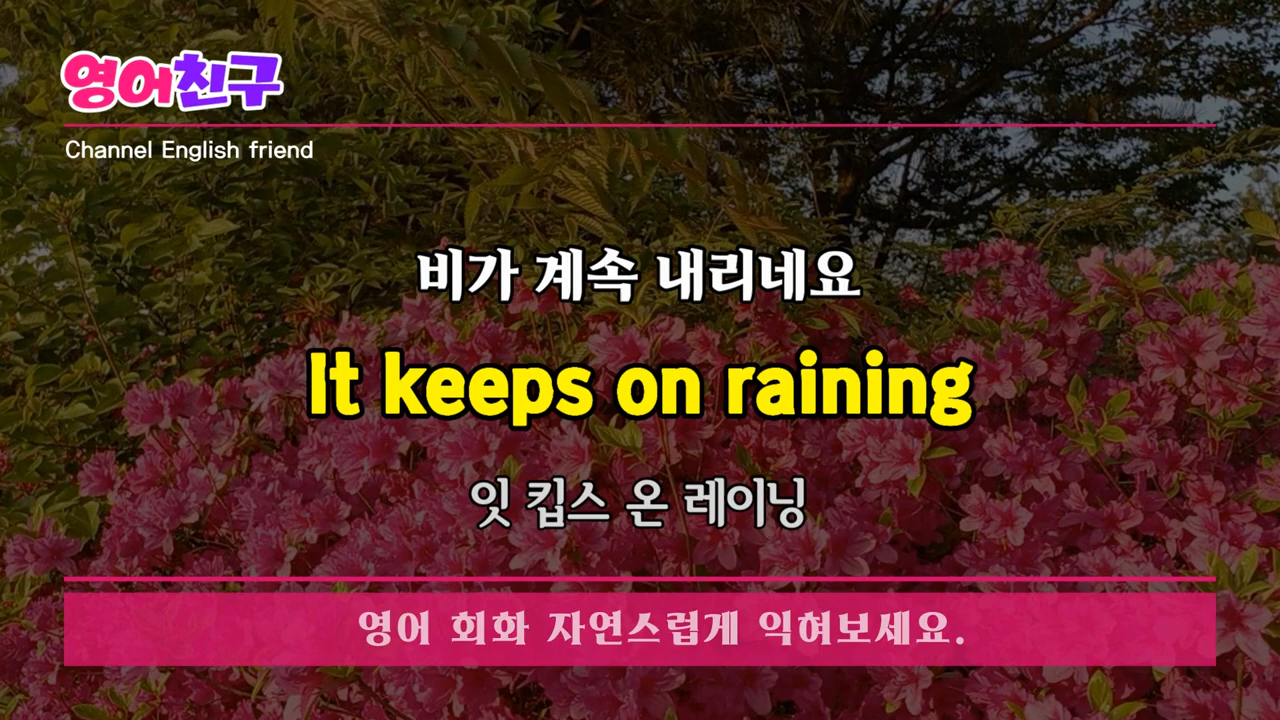 영어친구
Channel English friend
비가 계속 내리네요
It keeps on raining
잇 킵스 온 레이닝
영어 회화 자연스럽게 익혀보세요.